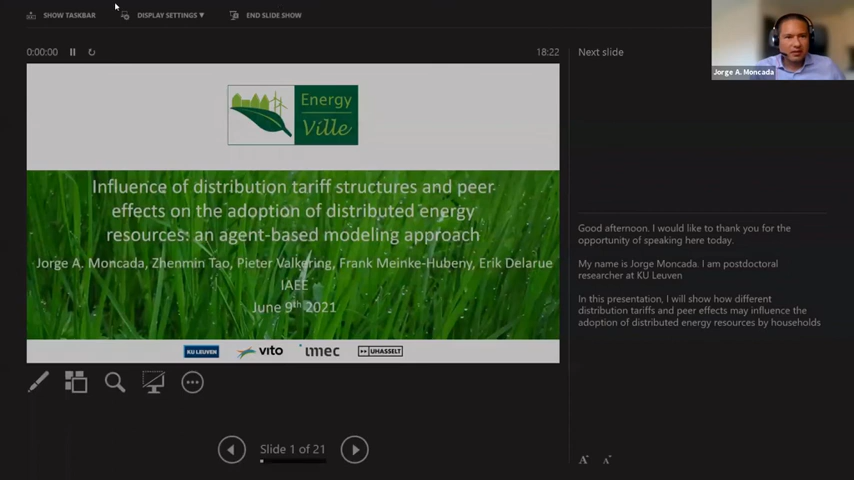 SHOW TASKBAR
DISPLAY SETTINGS ▼
END SLIDE SHOW
0:00:00
18:22
Next slide
Jorge A. Moncada
Energy
Ville
Influence of distribution tariff structures and peer
effects on the adoption of distributed energy
resources: an agent-based modeling approach
Jorge A. Moncada, Zhenmin Tao, Pieter Valkering, Frank Meinke-Hubeny, Erik Delarue
IAEE
June 9th 2021
KU LEUVEN
vito
imec
UHASSELT
Good afternoon. I would like to thank you for the
opportunity of speaking here today.
My name is Jorge Moncada. I am postdoctoral
researcher at KU Leuven
In this presentation, I will show how different
distribution tariffs and peer effects may influence the
adoption of distributed energy resources by households
Slide 1 of 21
A A